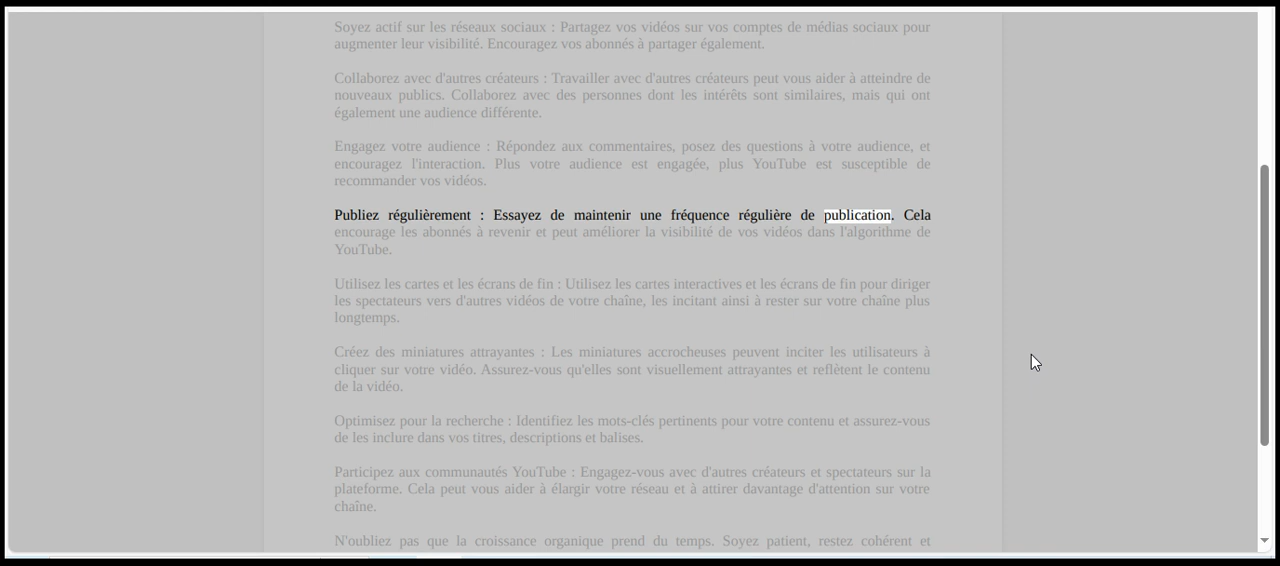 Soyez actif sur les réseaux sociaux : Partagez vos vidéos sur vos comptes de médias sociaux pour
augmenter leur visibilité. Encouragez vos abonnés à partager également.
Collaborez avec d'autres créateurs : Travailler avec d'autres créateurs peut vous aider à atteindre de
nouveaux publics. Collaborez avec des personnes dont les intérêts sont similaires, mais qui ont
également une audience différente.
Engagez votre audience : Répondez aux commentaires, posez des questions à votre audience, et
encouragez l'interaction. Plus votre audience est engagée, plus YouTube est susceptible de
recommander vos vidéos.
Publiez régulièrement : Essayez de maintenir une fréquence régulière de publication. Cela
encourage les abonnés à revenir et peut améliorer la visibilité de vos vidéos dans l'algorithme de
YouTube.
Utilisez les cartes et les écrans de fin : Utilisez les cartes interactives et les écrans de fin pour diriger
les spectateurs vers d'autres vidéos de votre chaîne, les incitant ainsi à rester sur votre chaîne plus
longtemps.
Créez des miniatures attrayantes : Les miniatures accrocheuses peuvent inciter les utilisateurs à
cliquer sur votre vidéo. Assurez-vous qu'elles sont visuellement attrayantes et reflètent le contenu
de la vidéo.
Optimisez pour la recherche : Identifiez les mots-clés pertinents pour votre contenu et assurez-vous
de les inclure dans vos titres, descriptions et balises.
Participez aux communautés YouTube : Engagez-vous avec d'autres créateurs et spectateurs sur la
plateforme. Cela peut vous aider à élargir votre réseau et à attirer davantage d'attention sur votre
chaîne.
N'oubliez pas que la croissance organique prend du temps. Soyez patient, restez cohérent et